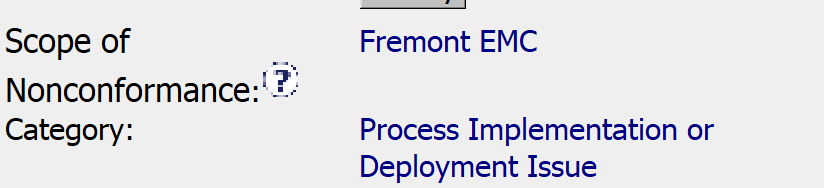 Scope of Fremont EMC
Nonconformance: ?
Category: Process Implementation or
Deployment Issue